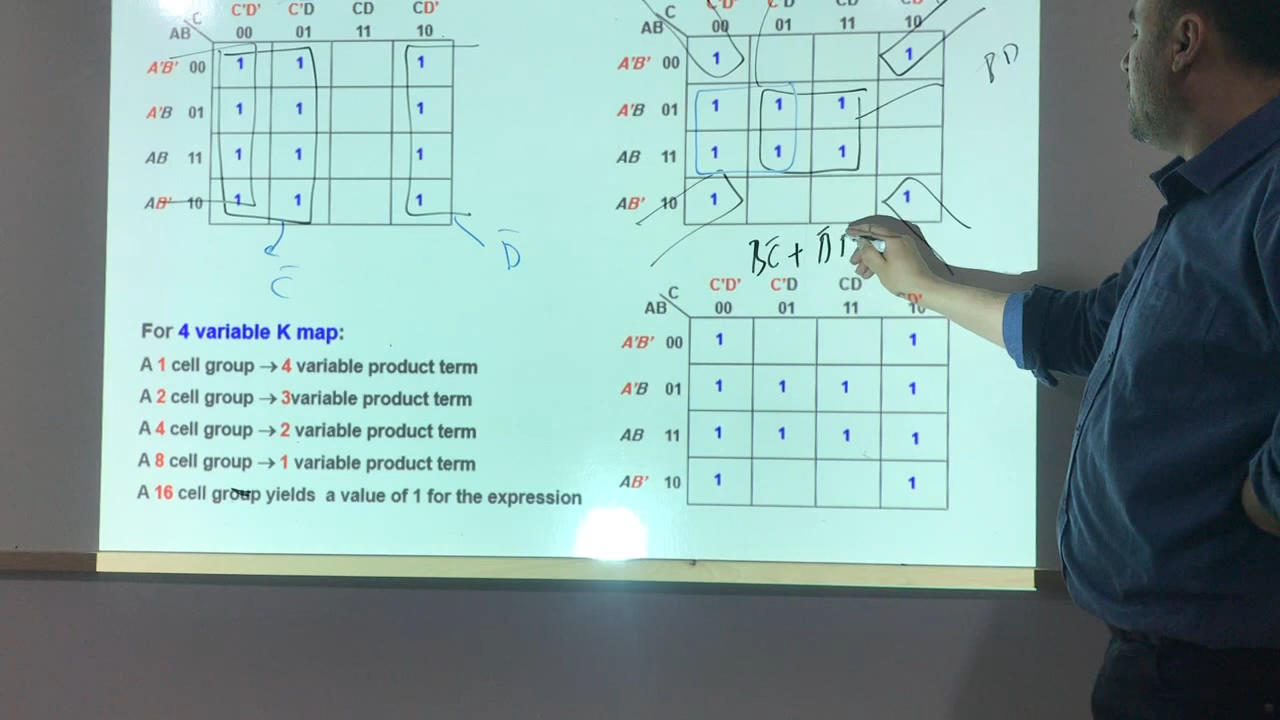 C'D' C'D CD CD'
C
AB 00 01 11 10
A'B' 00 1 1 1
A'B 01 1 1 1
AB 11 1 1 1
AB' 10 1 1 1
C̅
D̅
C
AB 00 01 11 10
A'B' 00 1 1
A'B 01 1 1 1
AB 11 1 1 1
AB' 10 1 1
BD
BC̅ + D̅
C'D' C'D CD CD'
C
AB 00 01 11 10
A'B' 00 1 1
A'B 01 1 1 1 1
AB 11 1 1 1 1
AB' 10 1 1
For 4 variable K map:
A 1 cell group → 4 variable product term
A 2 cell group → 3variable product term
A 4 cell group → 2 variable product term
A 8 cell group → 1 variable product term
A 16 cell group yields a value of 1 for the expression